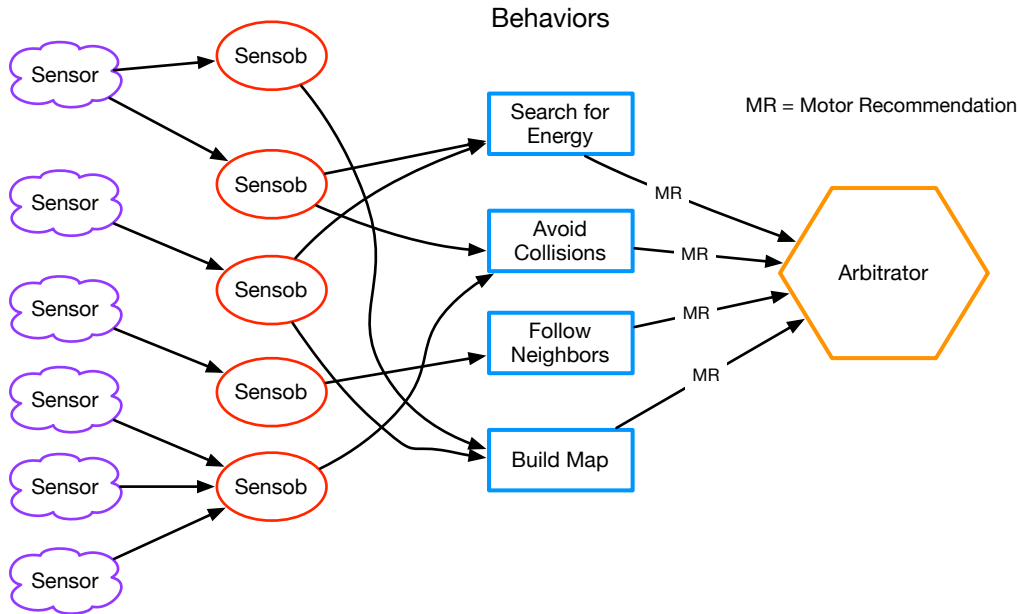 Behaviors
MR = Motor Recommendation
Sensor
Sensor
Sensor
Sensor
Sensor
Sensor
Sensob
Sensob
Sensob
Sensob
Sensob
Search for
Energy
Avoid
Collisions
Follow
Neighbors
Build Map
MR
MR
MR
MR
Arbitrator